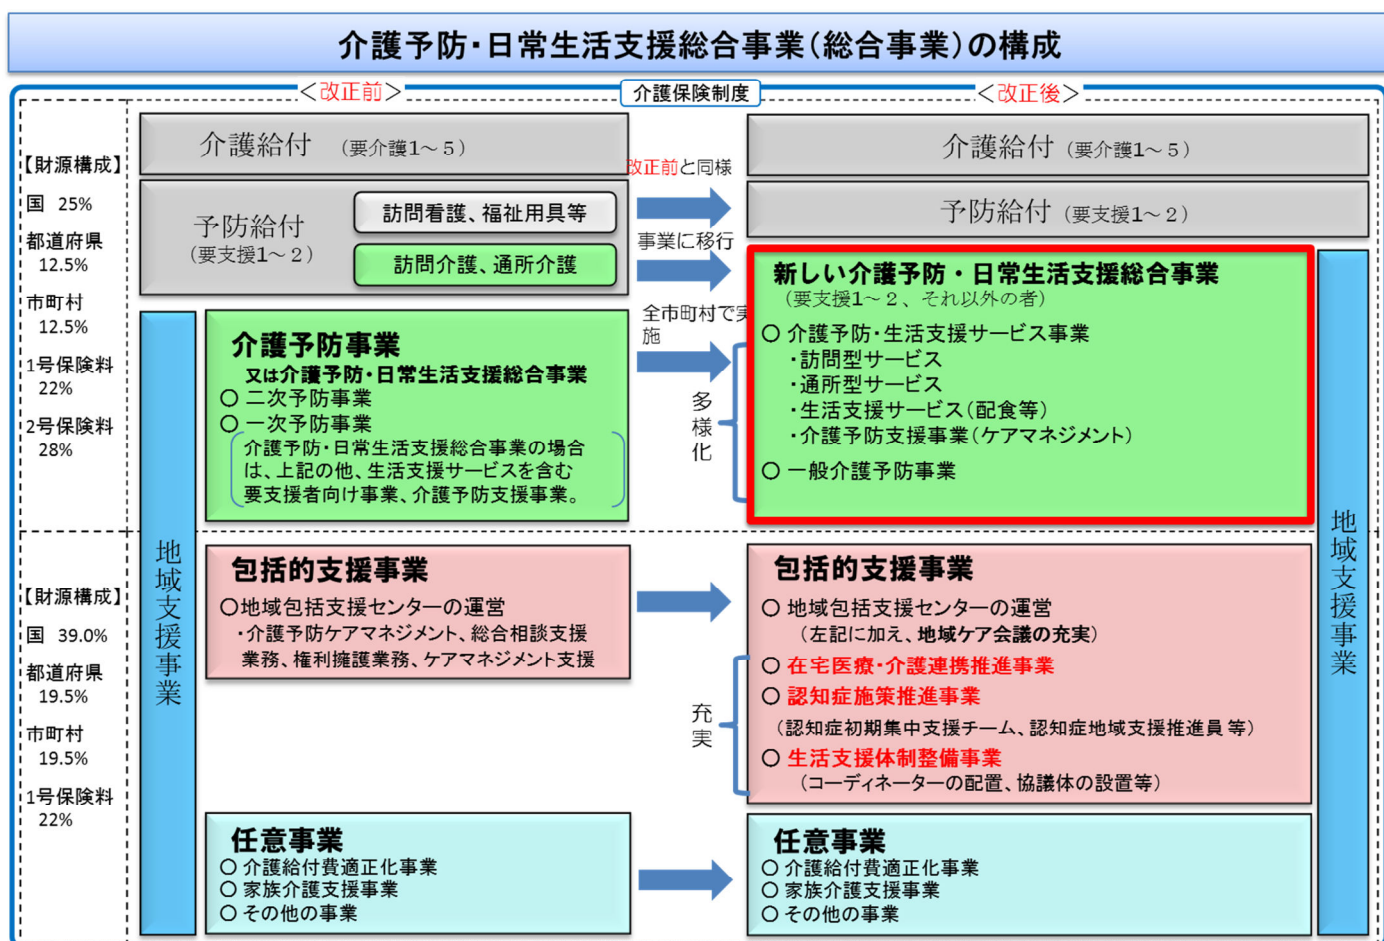 介護予防・日常生活支援総合事業(総合事業)の構成
＜改正前＞
介護保険制度
＜改正後＞
【財源構成】
国 25%
都道府県
12.5%
市町村
12.5%
1号保険料
22%
2号保険料
28%
介護給付 （要介護1～5）
予防給付
（要支援1～2）
訪問看護、福祉用具等
訪問介護、通所介護
改正前と同様
事業に移行
全市町村で実
施
多様化
介護給付（要介護1～5）
予防給付（要支援1～2）
介護予防事業
又は介護予防・日常生活支援総合事業
○ 二次予防事業
○ 一次予防事業
介護予防・日常生活支援総合事業の場合
は、上記の他、生活支援サービスを含む
要支援者向け事業、介護予防支援事業。
新しい介護予防・日常生活支援総合事業
（要支援1～2、それ以外の者）
○ 介護予防・生活支援サービス事業
・訪問型サービス
・通所型サービス
・生活支援サービス（配食等）
・介護予防支援事業（ケアマネジメント）
○ 一般介護予防事業
【財源構成】
国 39.0%
都道府県
19.5%
市町村
19.5%
1号保険料
22%
地域支援事業
包括的支援事業
○地域包括支援センターの運営
・介護予防ケアマネジメント、総合相談支援
業務、権利擁護業務、ケアマネジメント支援
充実
包括的支援事業
○ 地域包括支援センターの運営
（左記に加え、地域ケア会議の充実）
○ 在宅医療・介護連携推進事業
○ 認知症施策推進事業
（認知症初期集中支援チーム、認知症地域支援推進員 等）
○ 生活支援体制整備事業
（コーディネーターの配置、協議体の設置等）
地域支援事業
任意事業
○ 介護給付費適正化事業
○ 家族介護支援事業
○ その他の事業
任意事業
○ 介護給付費適正化事業
○ 家族介護支援事業
○ その他の事業